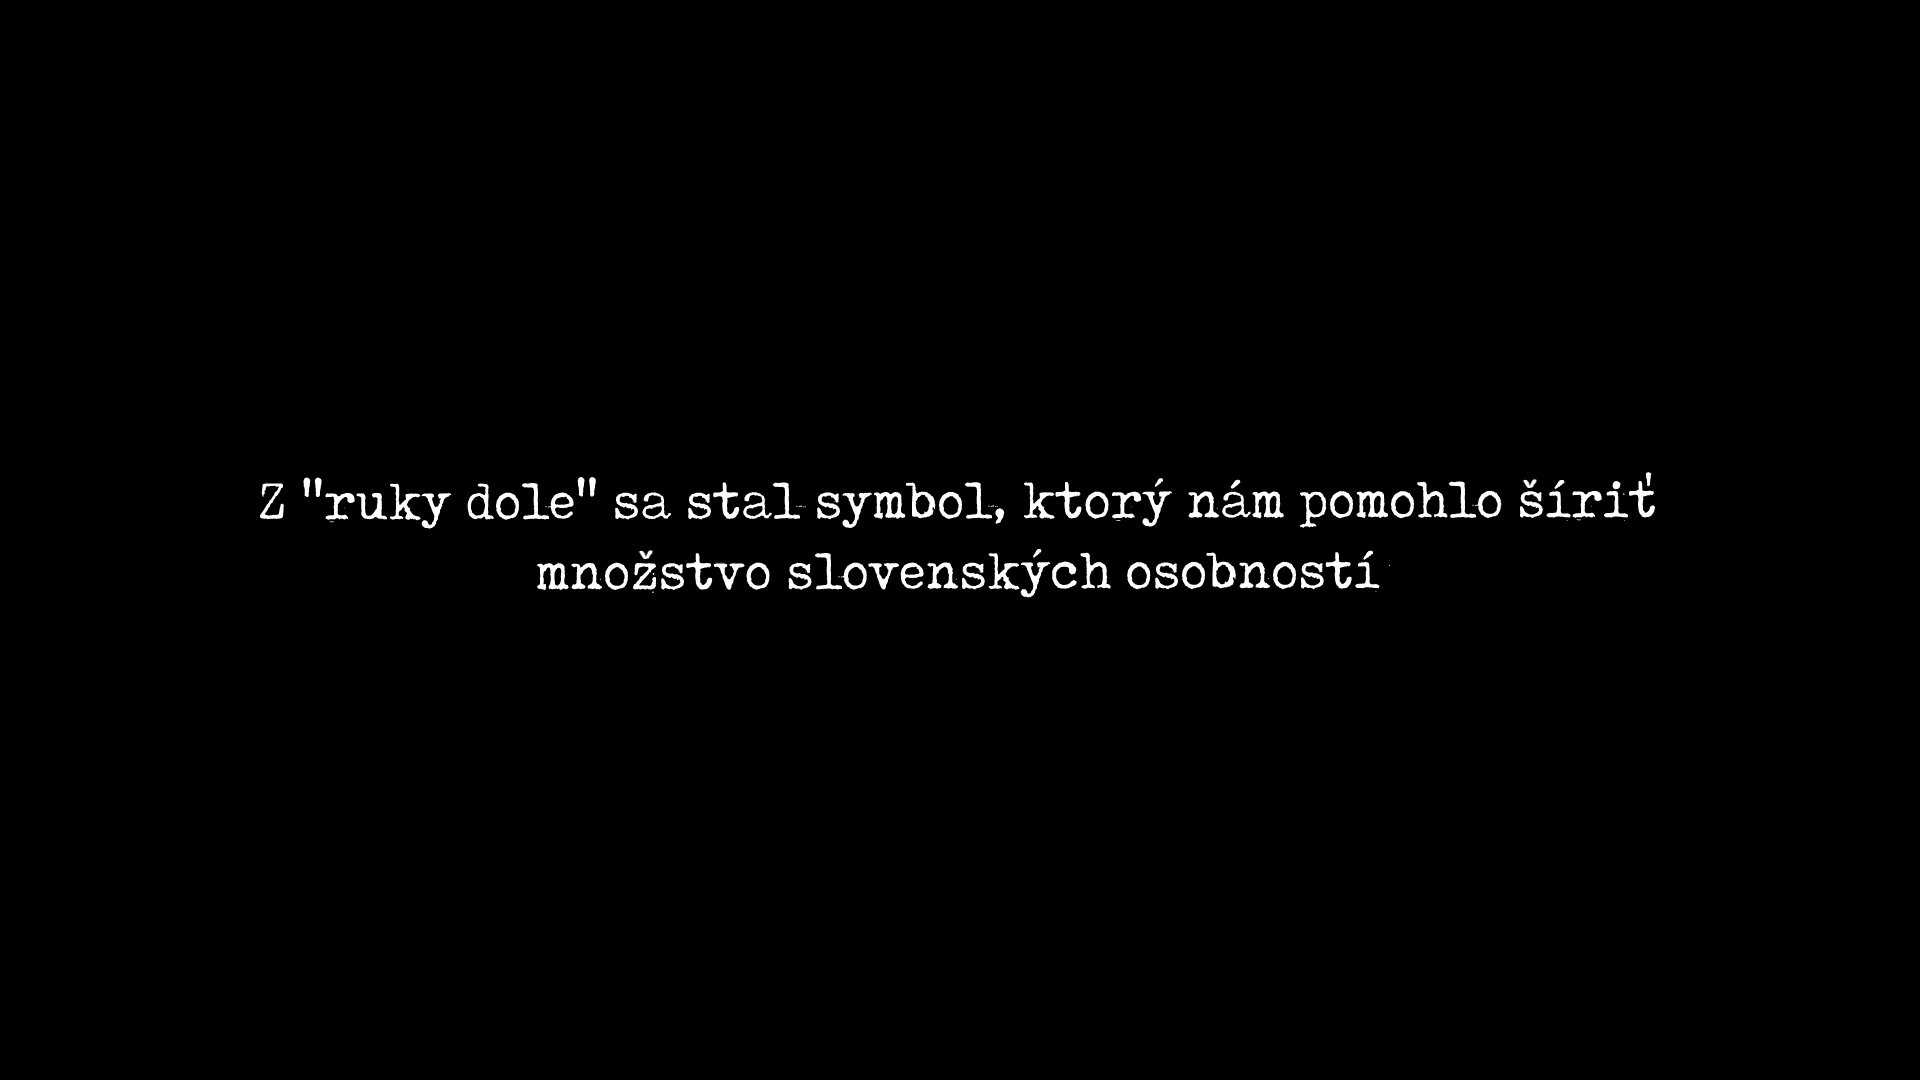 Z "ruky dole" sa stal symbol, ktorý nám pomohlo šíriť
množstvo slovenských osobností